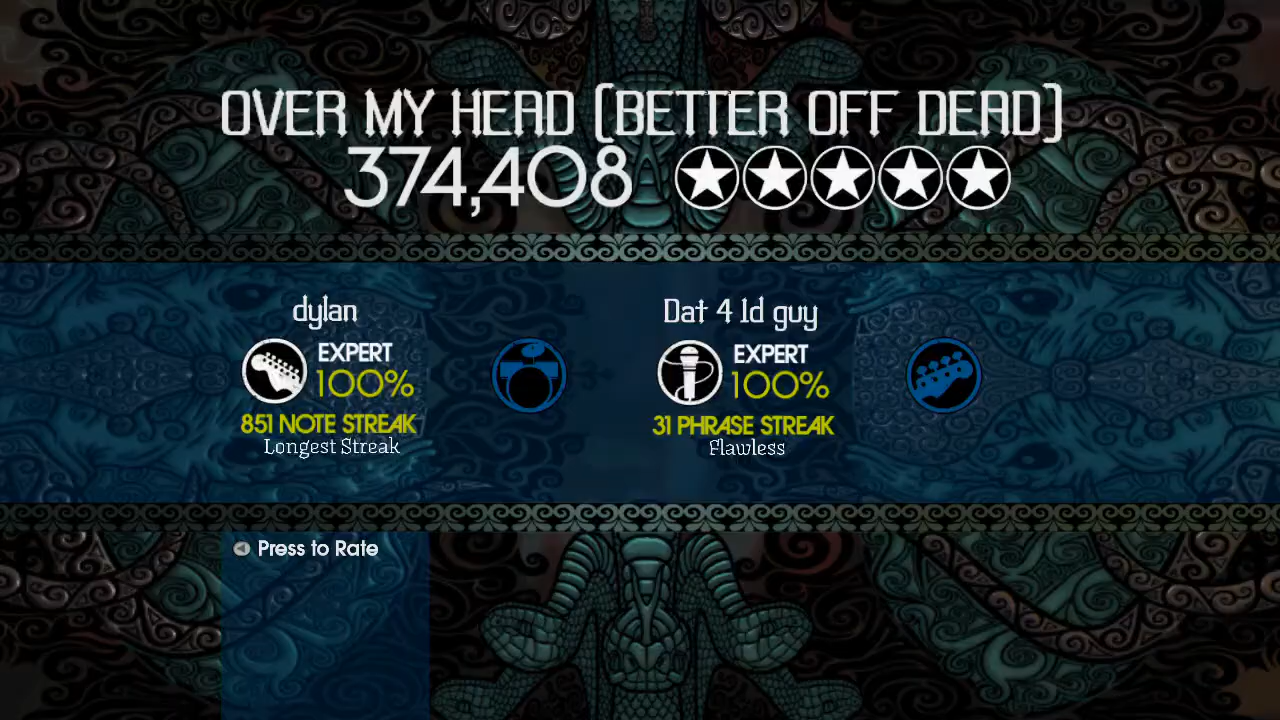 OVER MY HEAD (BETTER OFF DEAD)
374,408
dylan
EXPERT
100%
851 NOTE STREAK
Longest Streak
Dat 4 1d guy
EXPERT
100%
31 PHRASE STREAK
Flawless
Press to Rate